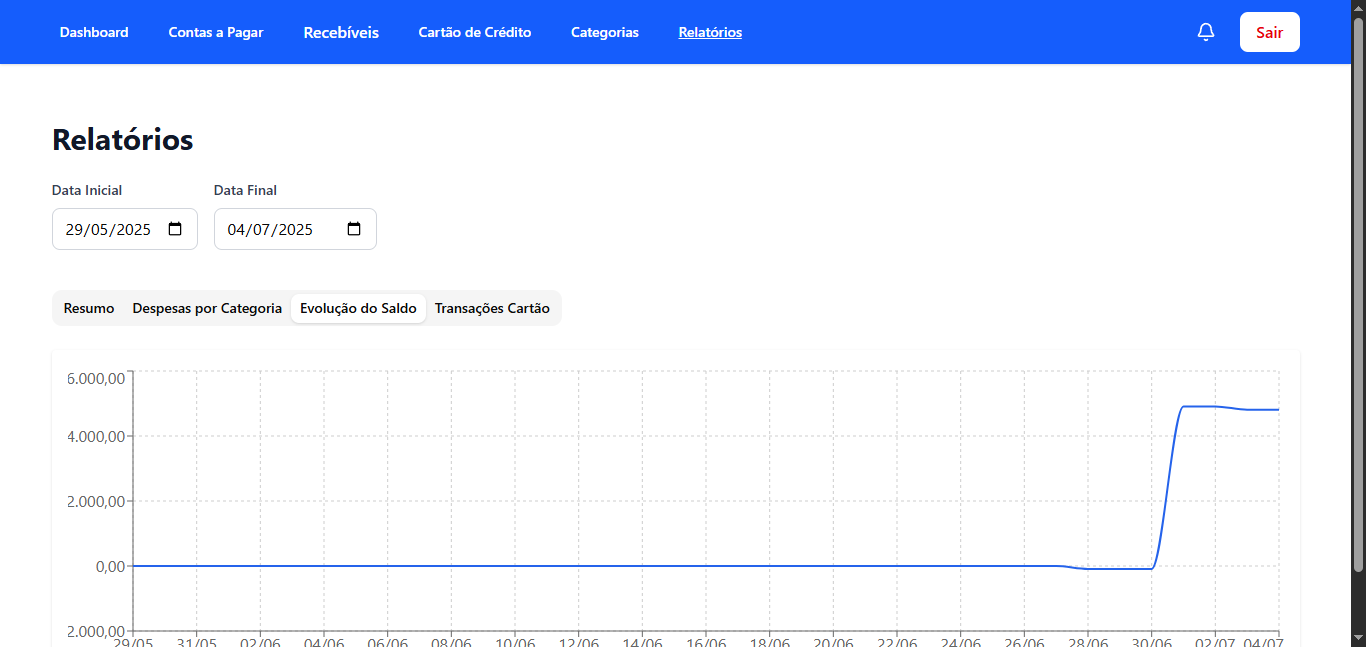 Dashboard Contas a Pagar Recebíveis Cartão de Crédito Categorias Relatórios Sair
Relatórios
Data Inicial Data Final
29/05/2025 04/07/2025
Resumo Despesas por Categoria Evolução do Saldo Transações Cartão
6.000,00
4.000,00
2.000,00
0,00
2.000,00
29/05 31/05 02/06 04/06 06/06 08/06 10/06 12/06 14/06 16/06 18/06 20/06 22/06 24/06 26/06 28/06 30/06 02/07 04/07